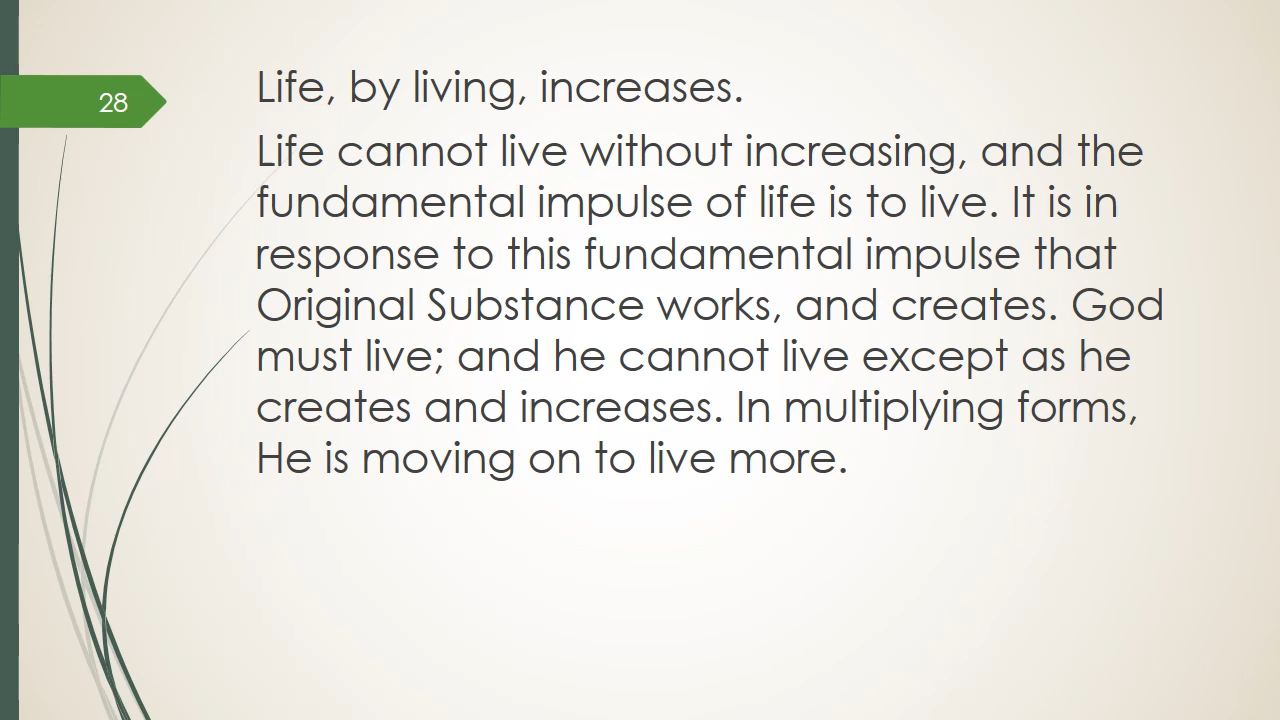 28
Life, by living, increases.
Life cannot live without increasing, and the
fundamental impulse of life is to live. It is in
response to this fundamental impulse that
Original Substance works, and creates. God
must live; and he cannot live except as he
creates and increases. In multiplying forms,
He is moving on to live more.